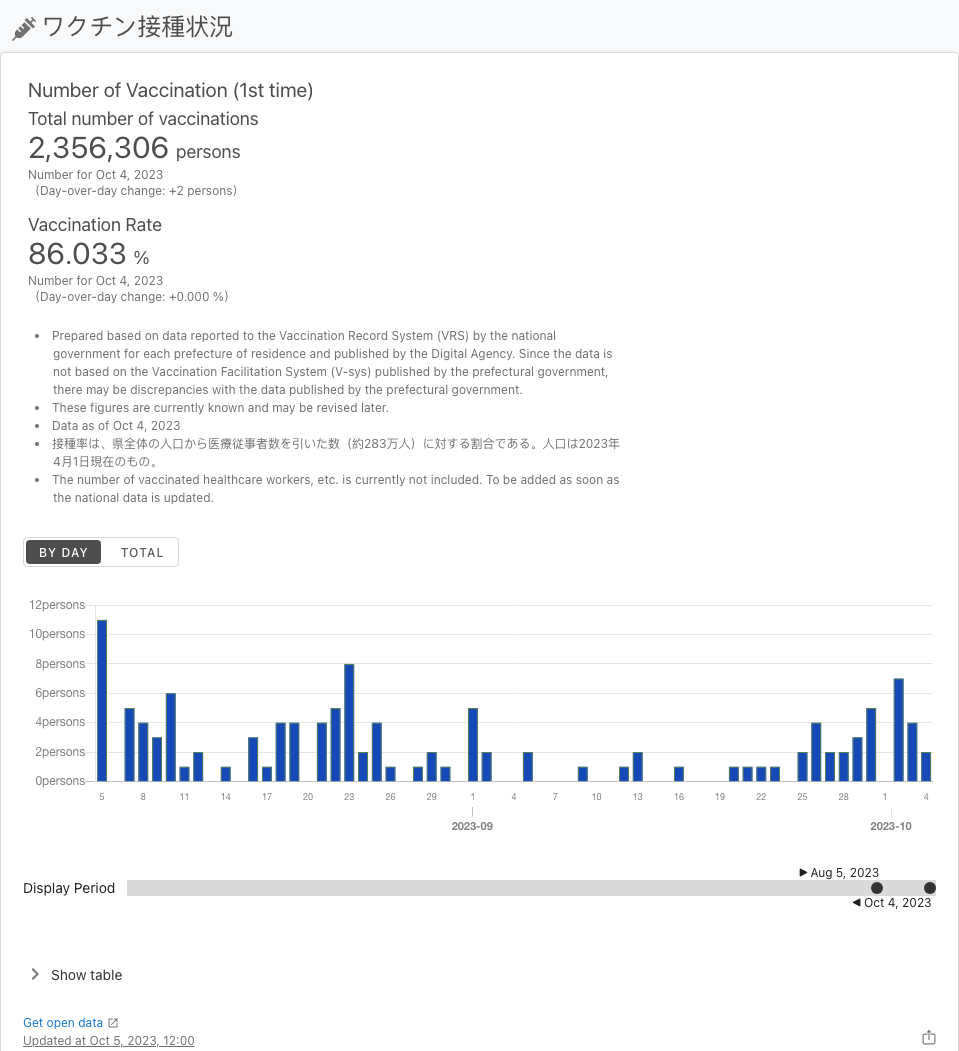 ワクチン接種状況
Number of Vaccination (1st time)
Total number of vaccinations
2,356,306 persons
Number for Oct 4, 2023
(Day-over-day change: +2 persons)
Vaccination Rate
86.033 %
Number for Oct 4, 2023
(Day-over-day change: +0.000 %)
• Prepared based on data reported to the Vaccination Record System (VRS) by the national
government for each prefecture of residence and published by the Digital Agency. Since the data is
not based on the Vaccination Facilitation System (V-sys) published by the prefectural government,
there may be discrepancies with the data published by the prefectural government.
• These figures are currently known and may be revised later.
• Data as of Oct 4, 2023
• 接種率は、県全体の人口から医療従事者数を引いた数（約283万人）に対する割合である。人口は2023年
4月1日現在のもの。
• The number of vaccinated healthcare workers, etc. is currently not included. To be added as soon as
the national data is updated.
BY DAY TOTAL
12persons
10persons
8persons
6persons
4persons
2persons
0persons
5 8 11 14 17 20 23 26 29 1 4 7 10 13 16 19 22 25 28 1 4
2023-09 2023-10
Aug 5, 2023
Display Period
Oct 4, 2023
Show table
Get open data
Updated at Oct 5, 2023, 12:00